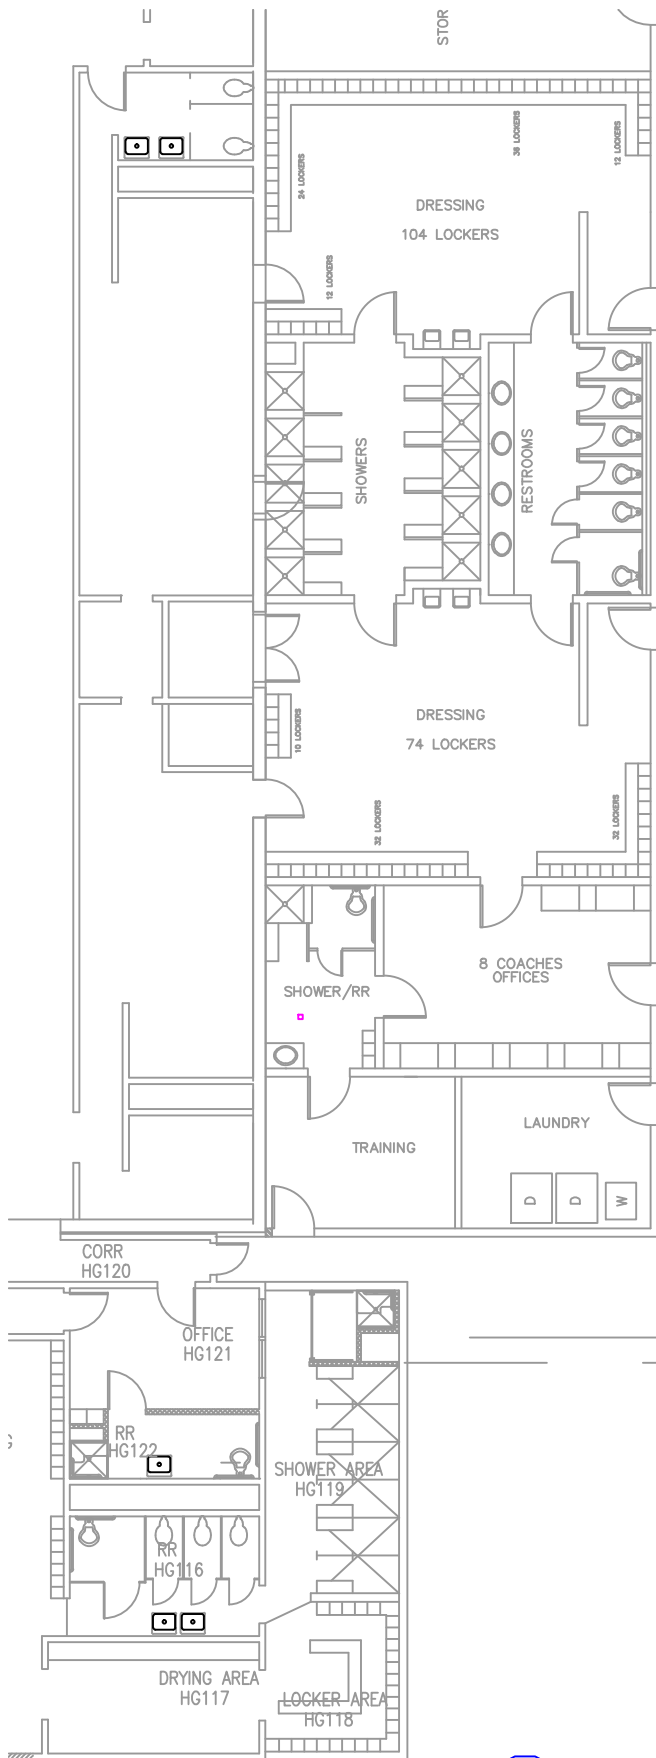 STOR
36 LOCKERS
12 LOCKERS
24 LOCKERS
DRESSING
104 LOCKERS
12 LOCKERS
SHOWERS
RESTROOMS
DRESSING
74 LOCKERS
10 LOCKERS
32 LOCKERS
32 LOCKERS
8 COACHES
OFFICES
SHOWER/RR
TRAINING
LAUNDRY
D
D
W
CORR
HG120
OFFICE
HG121
RR
HG122
SHOWER AREA
HG119
RR
HG116
DRYING AREA
HG117
LOCKER AREA
HG118